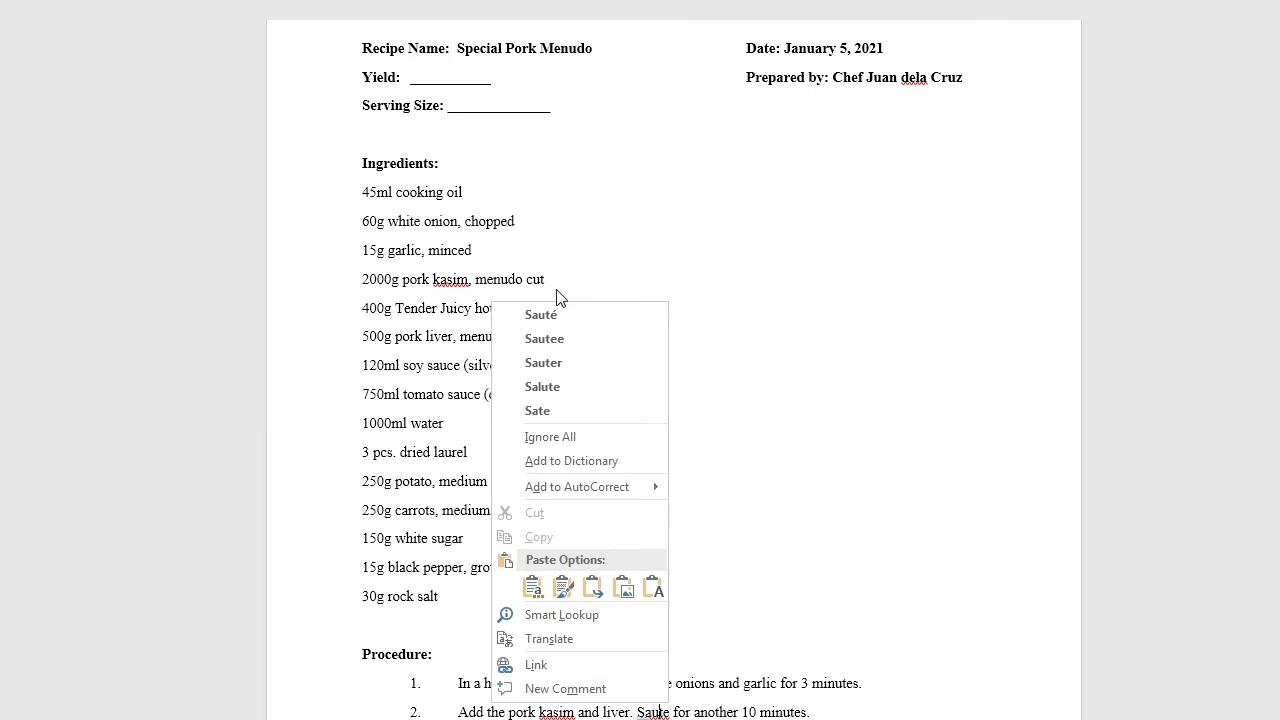 Recipe Name: Special Pork Menudo
Date: January 5, 2021
Yield: ___________
Prepared by: Chef Juan dela Cruz
Serving Size: ______________
Ingredients:
45ml cooking oil
60g white onion, chopped
15g garlic, minced
2000g pork kasim, menudo cut
400g Tender Juicy
500g pork liver,
120ml soy sauce
750ml tomato sauce
1000ml water
3 pcs. dried laurel
250g potato, medium
250g carrots, medium
150g white sugar
15g black pepper,
30g rock salt
Sauté
Sautee
Sauter
Salute
Sate
Ignore All
Add to Dictionary
Add to AutoCorrect
Cut
Copy
Paste Options:
Smart Lookup
Translate
Link
New Comment
Procedure:
1. In a onions and garlic for 3 minutes.
2. Add the pork kasim and liver. Saute for another 10 minutes.